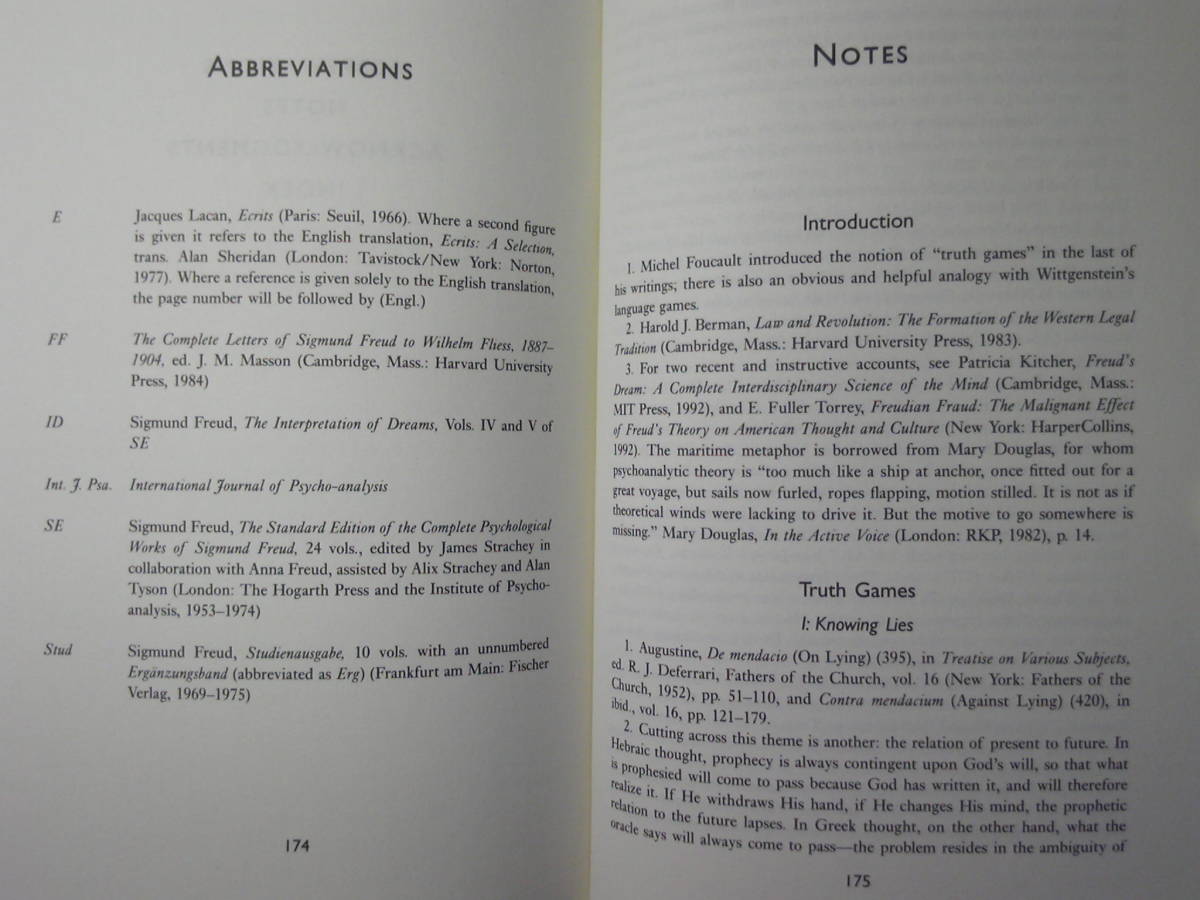 ABBREVIATIONS
E Jacques Lacan, Ecrits (Paris: Seuil, 1966). Where a second figure
is given it refers to the English translation, Ecrits: A Selection,
trans. Alan Sheridan (London: Tavistock/New York: Norton,
1977). Where a reference is given solely to the English translation,
the page number will be followed by (Engl.)
FF The Complete Letters of Sigmund Freud to Wilhelm Fliess, 1887–
1904, ed. J. M. Masson (Cambridge, Mass.: Harvard University
Press, 1984)
ID Sigmund Freud, The Interpretation of Dreams, Vols. IV and V of
SE
Int. J. Psa. International Journal of Psycho-analysis
SE Sigmund Freud, The Standard Edition of the Complete Psychological
Works of Sigmund Freud, 24 vols., edited by James Strachey in
collaboration with Anna Freud, assisted by Alix Strachey and Alan
Tyson (London: The Hogarth Press and the Institute of Psycho-
analysis, 1953–1974)
Stud Sigmund Freud, Studienausgabe, 10 vols. with an unnumbered
Ergänzungsband (abbreviated as Erg) (Frankfurt am Main: Fischer
Verlag, 1969–1975)
174
NOTES
Introduction
1. Michel Foucault introduced the notion of “truth games” in the last of
his writings; there is also an obvious and helpful analogy with Wittgenstein’s
language games.
2. Harold J. Berman, Law and Revolution: The Formation of the Western Legal
Tradition (Cambridge, Mass.: Harvard University Press, 1983).
3. For two recent and instructive accounts, see Patricia Kitcher, Freud’s
Dream: A Complete Interdisciplinary Science of the Mind (Cambridge, Mass.:
MIT Press, 1992), and E. Fuller Torrey, Freudian Fraud: The Malignant Effect
of Freud’s Theory on American Thought and Culture (New York: HarperCollins,
1992). The maritime metaphor is borrowed from Mary Douglas, for whom
psychoanalytic theory is “too much like a ship at anchor, once fitted out for a
great voyage, but sails now furled, ropes flapping, motion stilled. It is not as if
theoretical winds were lacking to drive it. But the motive to go somewhere is
missing.” Mary Douglas, In the Active Voice (London: RKP, 1982), p. 14.
Truth Games
I: Knowing Lies
1. Augustine, De mendacio (On Lying) (395), in Treatise on Various Subjects,
ed. R. J. Deferrari, Fathers of the Church, vol. 16 (New York: Fathers of the
Church, 1952), pp. 51–110, and Contra mendacium (Against Lying) (420), in
ibid., vol. 16, pp. 121–179.
2. Cutting across this theme is another: the relation of present to future. In
Hebraic thought, prophecy is always contingent upon God’s will, so that what
is prophesied will come to pass because God has written it, and will therefore
realize it. If He withdraws His hand, if He changes His mind, the prophetic
relation to the future lapses. In Greek thought, on the other hand, what the
oracle says will always come to pass—the problem resides in the ambiguity of
175